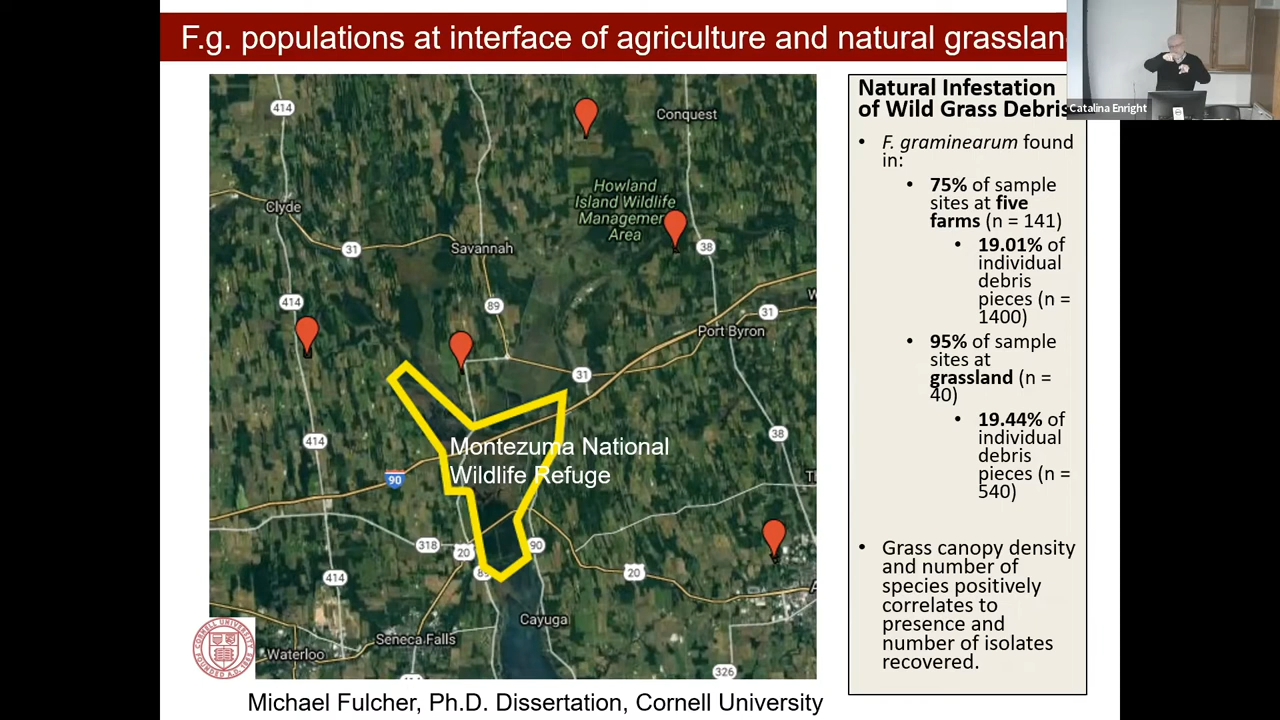 F.g. populations at interface of agriculture and natural grasslan
Catalina Enright
414
Conquest
Howland
Island Wildlife
Management
Area
Clyde
31
Savannah
38
414
89
31
Port Byron
W
31
414
38
Montezuma National
Wildlife Refuge
90
T
318
20
90
414
89
20
A
Cayuga
Seneca Falls
Waterloo
326
CORNELL UNIVERSITY
FOUNDED A.D. 1865
Natural Infestation
of Wild Grass Debris
• F. graminearum found
in:
• 75% of sample
sites at five
farms (n = 141)
• 19.01% of
individual
debris
pieces (n =
1400)
• 95% of sample
sites at
grassland (n =
40)
• 19.44% of
individual
debris
pieces (n =
540)
• Grass canopy density
and number of
species positively
correlates to
presence and
number of isolates
recovered.
Michael Fulcher, Ph.D. Dissertation, Cornell University